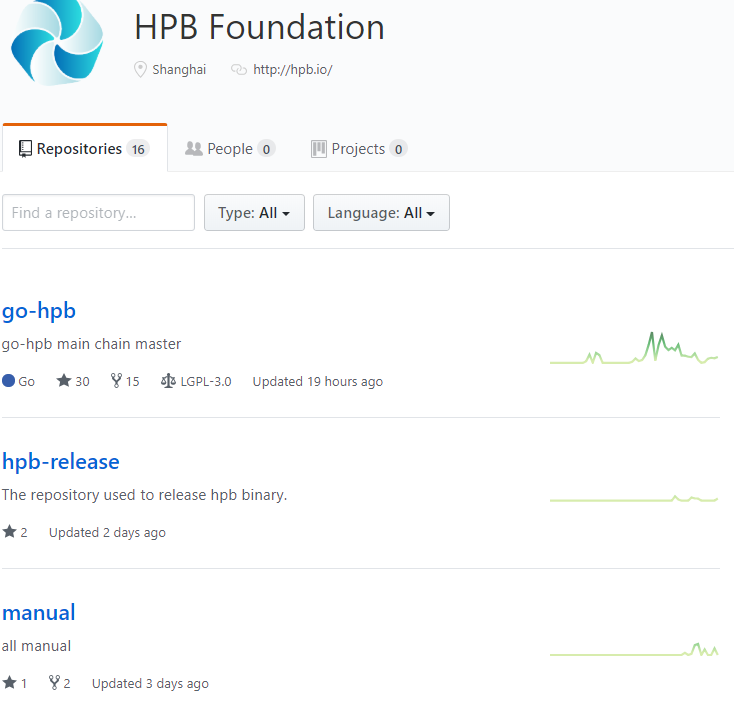 HPB Foundation
Shanghai http://hpb.io/
Repositories 16 People 0 Projects 0
Find a repository... Type: All Language: All
go-hpb
go-hpb main chain master
Go 30 15 LGPL-3.0 Updated 19 hours ago
hpb-release
The repository used to release hpb binary.
2 Updated 2 days ago
manual
all manual
1 2 Updated 3 days ago